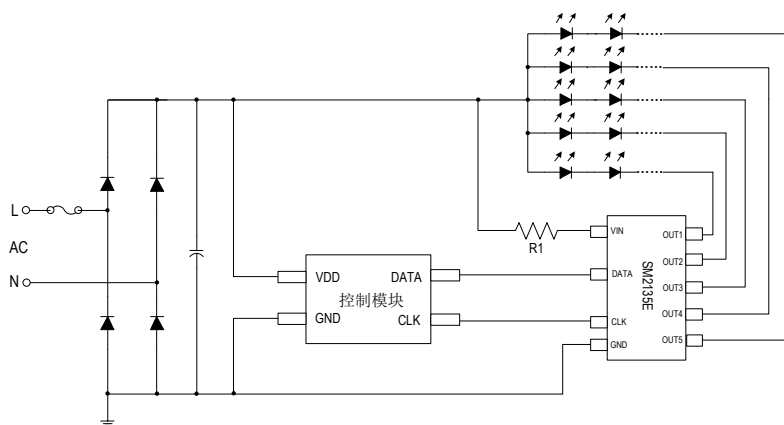 L
AC
N
VDD
DATA
控制模块
GND
CLK
R1
VIN
OUT1
DATA
OUT2
SM2135E
OUT3
OUT4
CLK
GND
OUT5